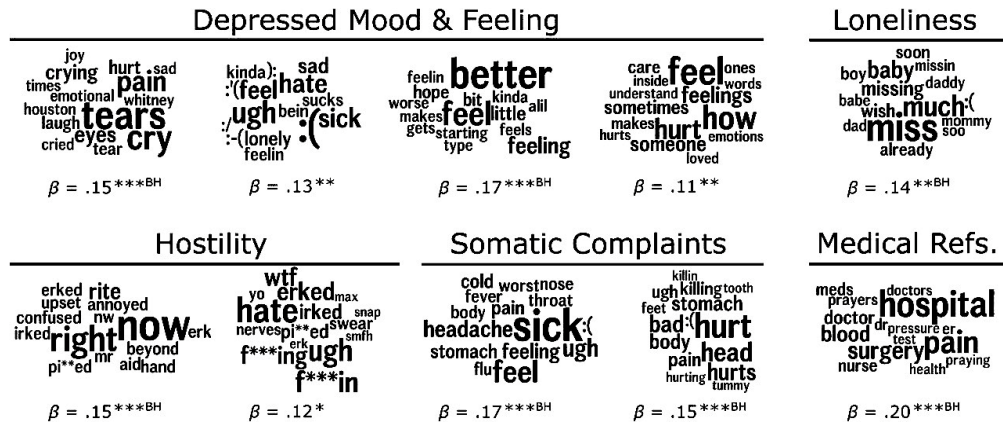 Depressed Mood & Feeling
joy
crying hurt sad
times pain
emotional whitney
houston tears
laugh eyes cry
cried tear
β = .15***BH
sad
kinda):
:'(feel hate
ugh bein sucks
:/ :( sick
:-( lonely
feelin
β = .13**
feelin better
hope bit kinda
worse feel little alil
makes
gets starting feels
type feeling
β = .17***BH
care feel ones
inside words
understand feelings
sometimes how
makes hurt
hurts someone emotions
loved
β = .11**
Loneliness
soon
boy baby missin
missing daddy
babe wish much :(
dad miss mommy
soo
already
β = .14**BH
Hostility
erked rite
upset annoyed
confused nw now erk
irked right
mr beyond
pi**ed aid hand
β = .15***BH
wtf
yo erked max
hate irked snap
nerves pi**ed swear
erk smfh
f***ing ugh
f***in
β = .12*
Somatic Complaints
cold worst nose
fever throat
body pain
headache sick :(
stomach feeling ugh
flu feel
β = .17***BH
killin
ugh killing tooth
feet stomach
bad :( hurt
body
pain head
hurting hurts
tummy
β = .15***BH
Medical Refs.
meds doctors
prayers hospital
doctor dr pressure er
blood test pain
surgery
nurse health praying
β = .20***BH